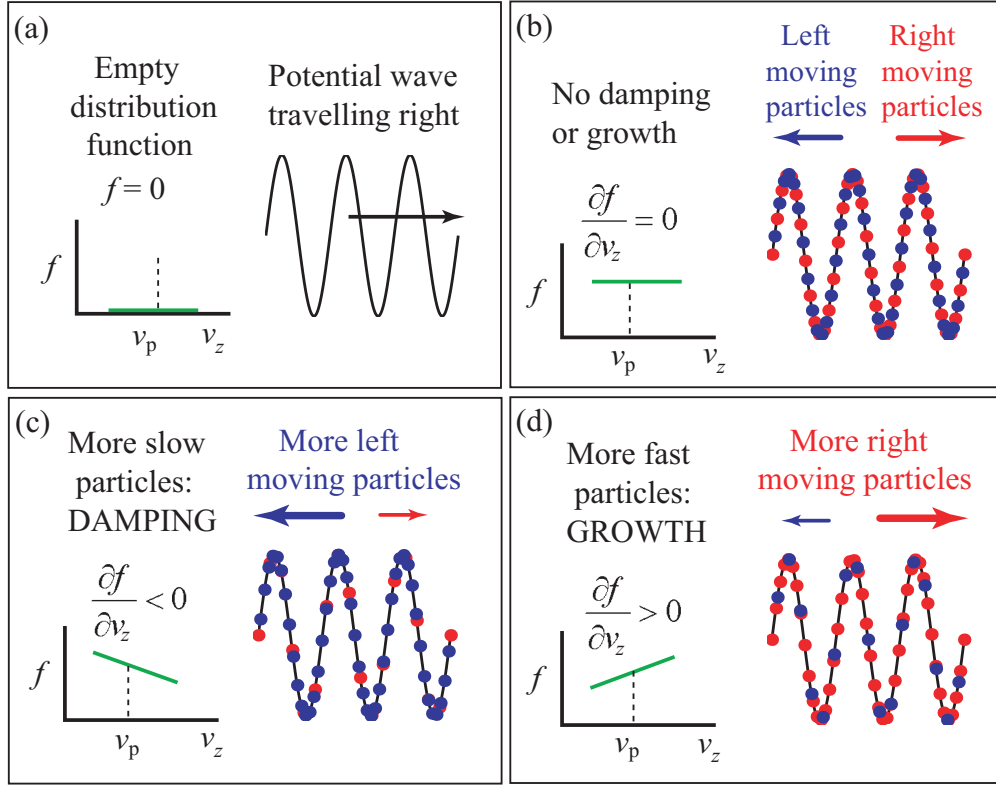 (a)
Empty
distribution
function
f = 0
Potential wave
travelling right
f
v_p
v_z
(b)
No damping
or growth
Left
moving
particles
Right
moving
particles
∂f/∂v_z = 0
f
v_p
v_z
(c)
More slow
particles:
DAMPING
More left
moving particles
∂f/∂v_z < 0
f
v_p
v_z
(d)
More fast
particles:
GROWTH
More right
moving particles
∂f/∂v_z > 0
f
v_p
v_z